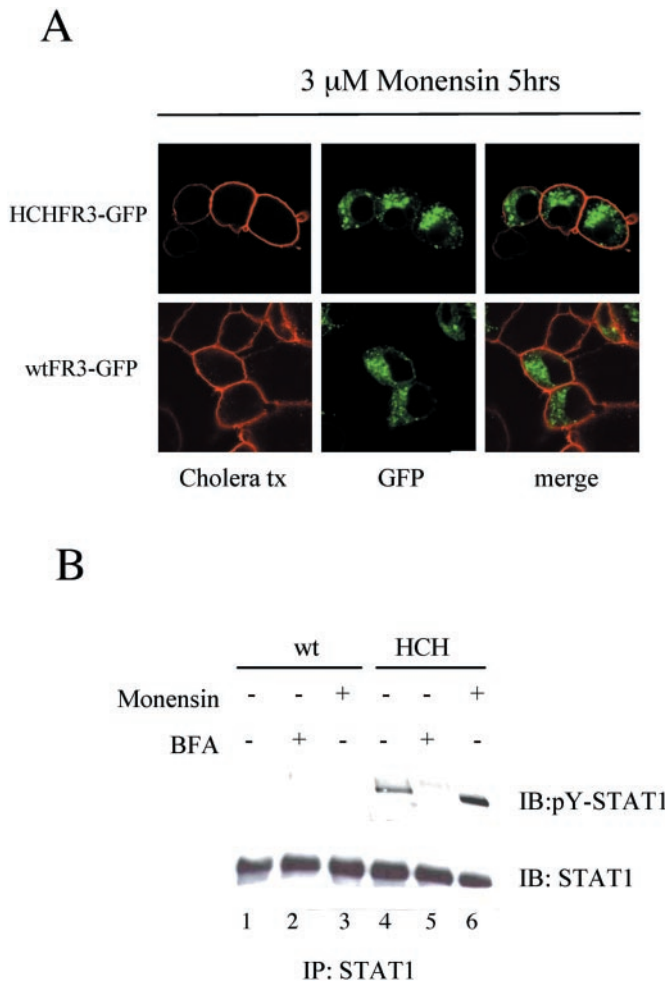 A
3 μM Monensin 5hrs
HCHFR3-GFP
wtFR3-GFP
Cholera tx GFP merge
B
wt HCH
Monensin - - + - - +
BFA - + - - + -
IB:pY-STAT1
IB: STAT1
1 2 3 4 5 6
IP: STAT1